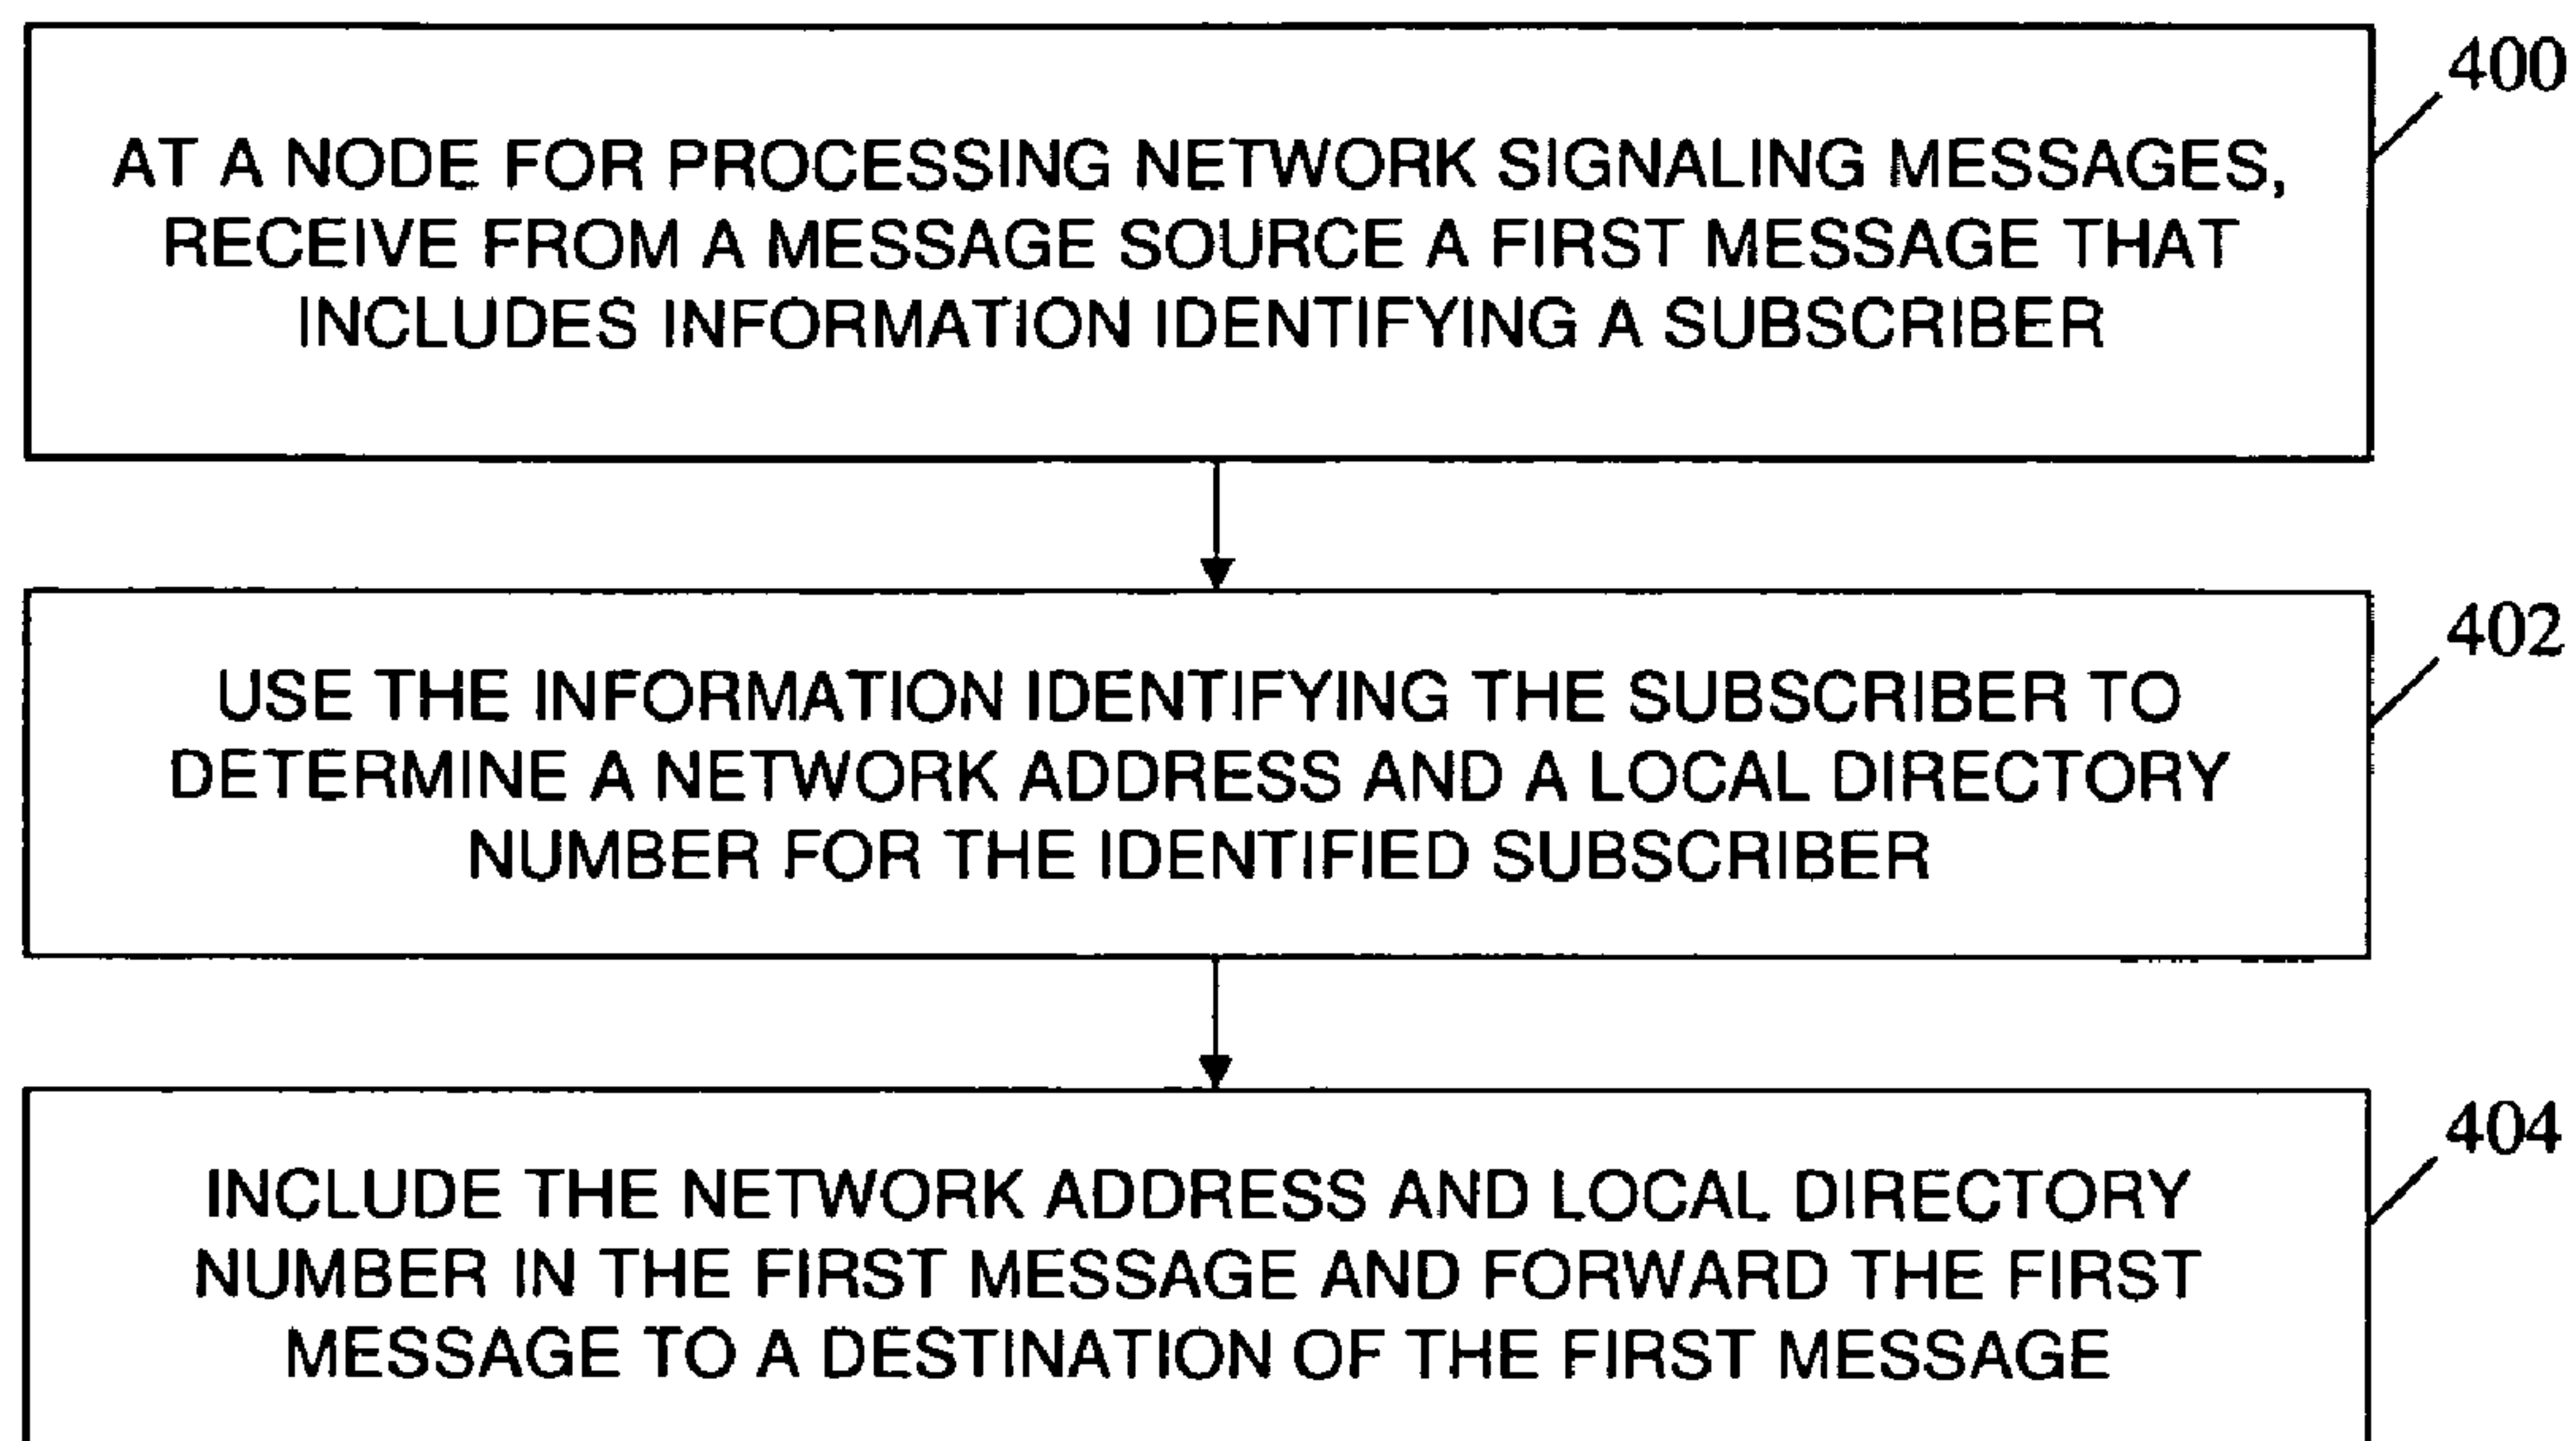 400
AT A NODE FOR PROCESSING NETWORK SIGNALING MESSAGES,
RECEIVE FROM A MESSAGE SOURCE A FIRST MESSAGE THAT
INCLUDES INFORMATION IDENTIFYING A SUBSCRIBER
402
USE THE INFORMATION IDENTIFYING THE SUBSCRIBER TO
DETERMINE A NETWORK ADDRESS AND A LOCAL DIRECTORY
NUMBER FOR THE IDENTIFIED SUBSCRIBER
404
INCLUDE THE NETWORK ADDRESS AND LOCAL DIRECTORY
NUMBER IN THE FIRST MESSAGE AND FORWARD THE FIRST
MESSAGE TO A DESTINATION OF THE FIRST MESSAGE